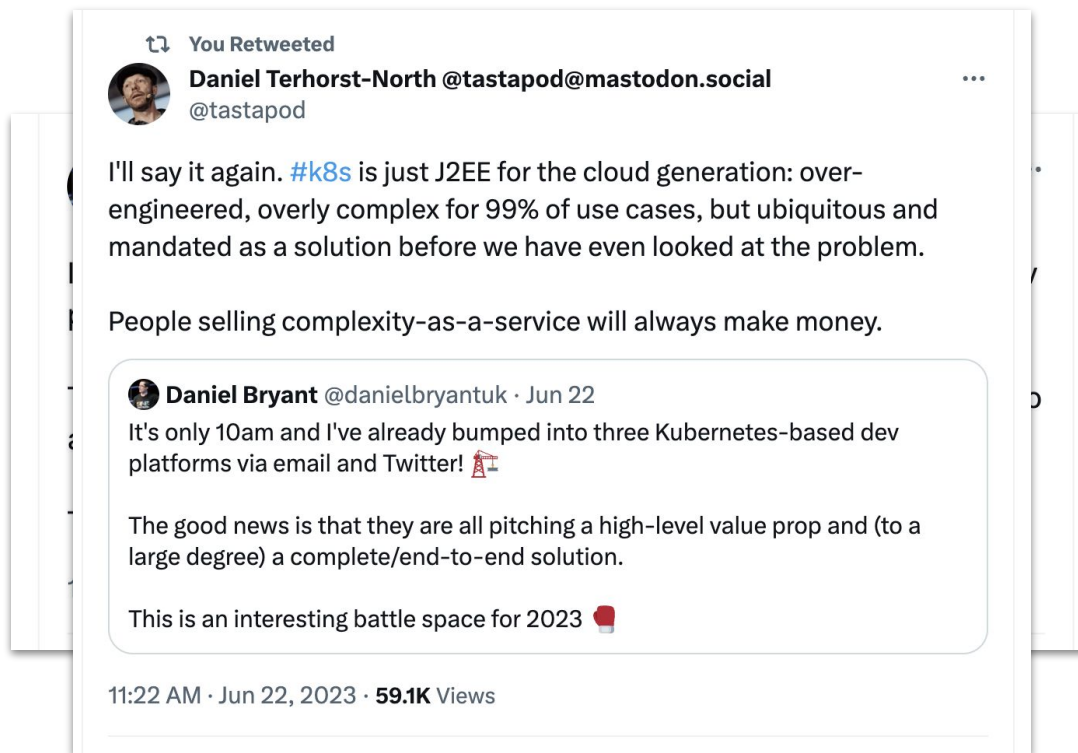 You Retweeted
Daniel Terhorst-North @tastapod@mastodon.social
@tastapod
I'll say it again. #k8s is just J2EE for the cloud generation: over-
engineered, overly complex for 99% of use cases, but ubiquitous and
mandated as a solution before we have even looked at the problem.
People selling complexity-as-a-service will always make money.
Daniel Bryant @danielbryantuk · Jun 22
It's only 10am and I've already bumped into three Kubernetes-based dev
platforms via email and Twitter! 🏗️
The good news is that they are all pitching a high-level value prop and (to a
large degree) a complete/end-to-end solution.
This is an interesting battle space for 2023 🥊
11:22 AM · Jun 22, 2023 · 59.1K Views